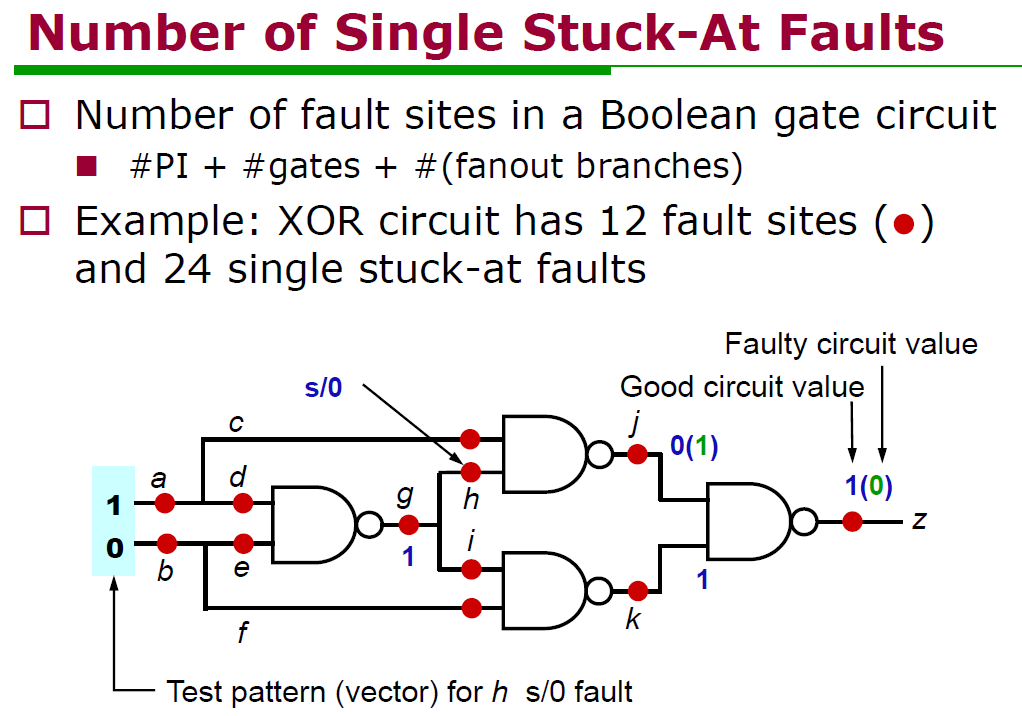 Number of Single Stuck-At Faults
Number of fault sites in a Boolean gate circuit
#PI + #gates + #(fanout branches)
Example: XOR circuit has 12 fault sites (●)
and 24 single stuck-at faults
Faulty circuit value
s/0
Good circuit value
c
j
0(1)
a
d
g
h
1(0)
1
z
0
i
1
b
e
1
k
f
Test pattern (vector) for h s/0 fault